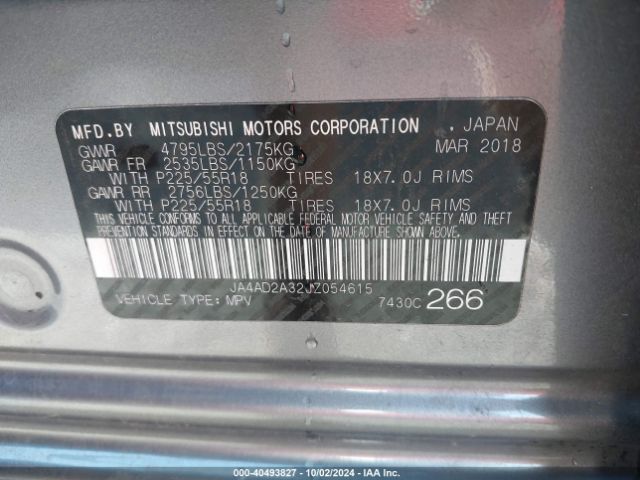 MFD.BY MITSUBISHI MOTORS CORPORATION , JAPAN
GVWR 4795LBS/2175KG MAR 2018
GAWR FR 2535LBS/1150KG
WITH P225/55R18 TIRES 18X7.0J RIMS
GAWR RR 2756LBS/1250KG
WITH P225/55R18 TIRES 18X7.0J RIMS
THIS VEHICLE CONFORMS TO ALL APPLICABLE FEDERAL MOTOR VEHICLE SAFETY AND THEFT
PREVENTION STANDARDS IN EFFECT ON THE DATE OF MANUFACTURE SHOWN ABOVE.
JA4AD2A32JZ054615
VEHICLE TYPE: MPV 7430C 266
000-40493827 - 10/02/2024 - IAA Inc.